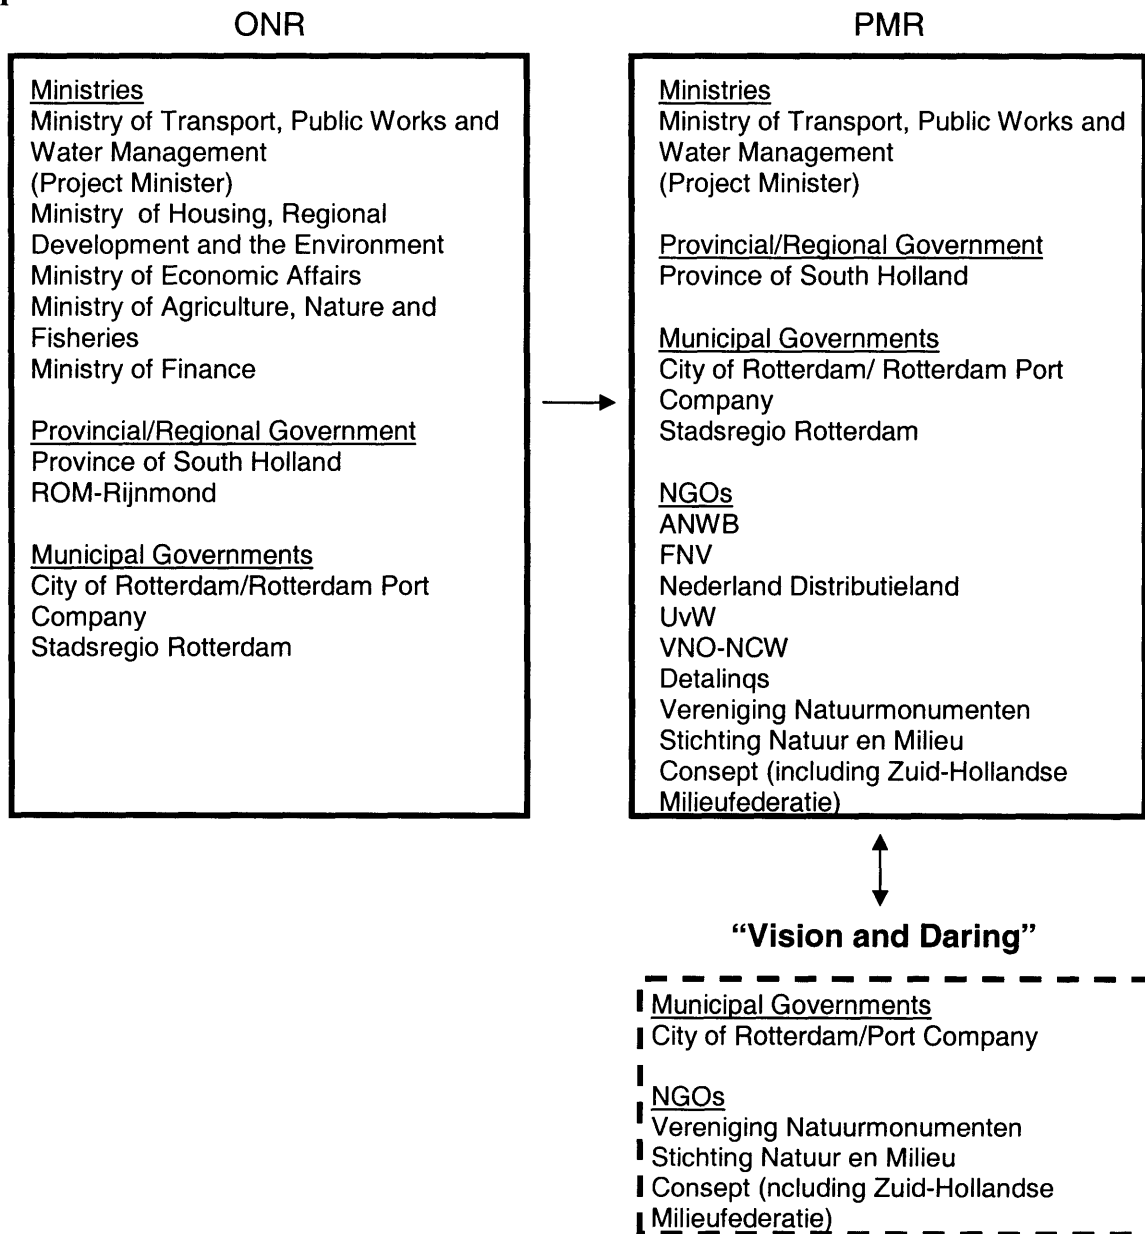 ONR
Ministries
Ministry of Transport, Public Works and
Water Management
(Project Minister)
Ministry of Housing, Regional
Development and the Environment
Ministry of Economic Affairs
Ministry of Agriculture, Nature and
Fisheries
Ministry of Finance
Provincial/Regional Government
Province of South Holland
ROM-Rijnmond
Municipal Governments
City of Rotterdam/Rotterdam Port
Company
Stadsregio Rotterdam
PMR
Ministries
Ministry of Transport, Public Works and
Water Management
(Project Minister)
Provincial/Regional Government
Province of South Holland
Municipal Governments
City of Rotterdam/ Rotterdam Port
Company
Stadsregio Rotterdam
NGOs
ANWB
FNV
Nederland Distributieland
UvW
VNO-NCW
Detalinqs
Vereniging Natuurmonumenten
Stichting Natuur en Milieu
Consept (including Zuid-Hollandse
Milieufederatie)
“Vision and Daring”
Municipal Governments
City of Rotterdam/Port Company
NGOs
Vereniging Natuurmonumenten
Stichting Natuur en Milieu
Consept (ncluding Zuid-Hollandse
Milieufederatie)